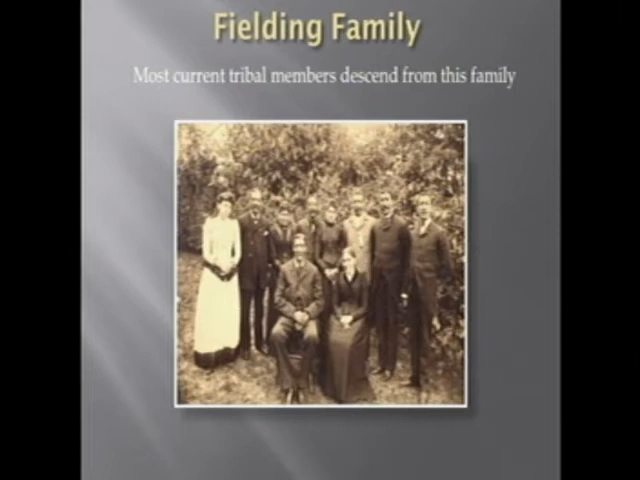 Fielding Family
Most current tribal members descend from this family